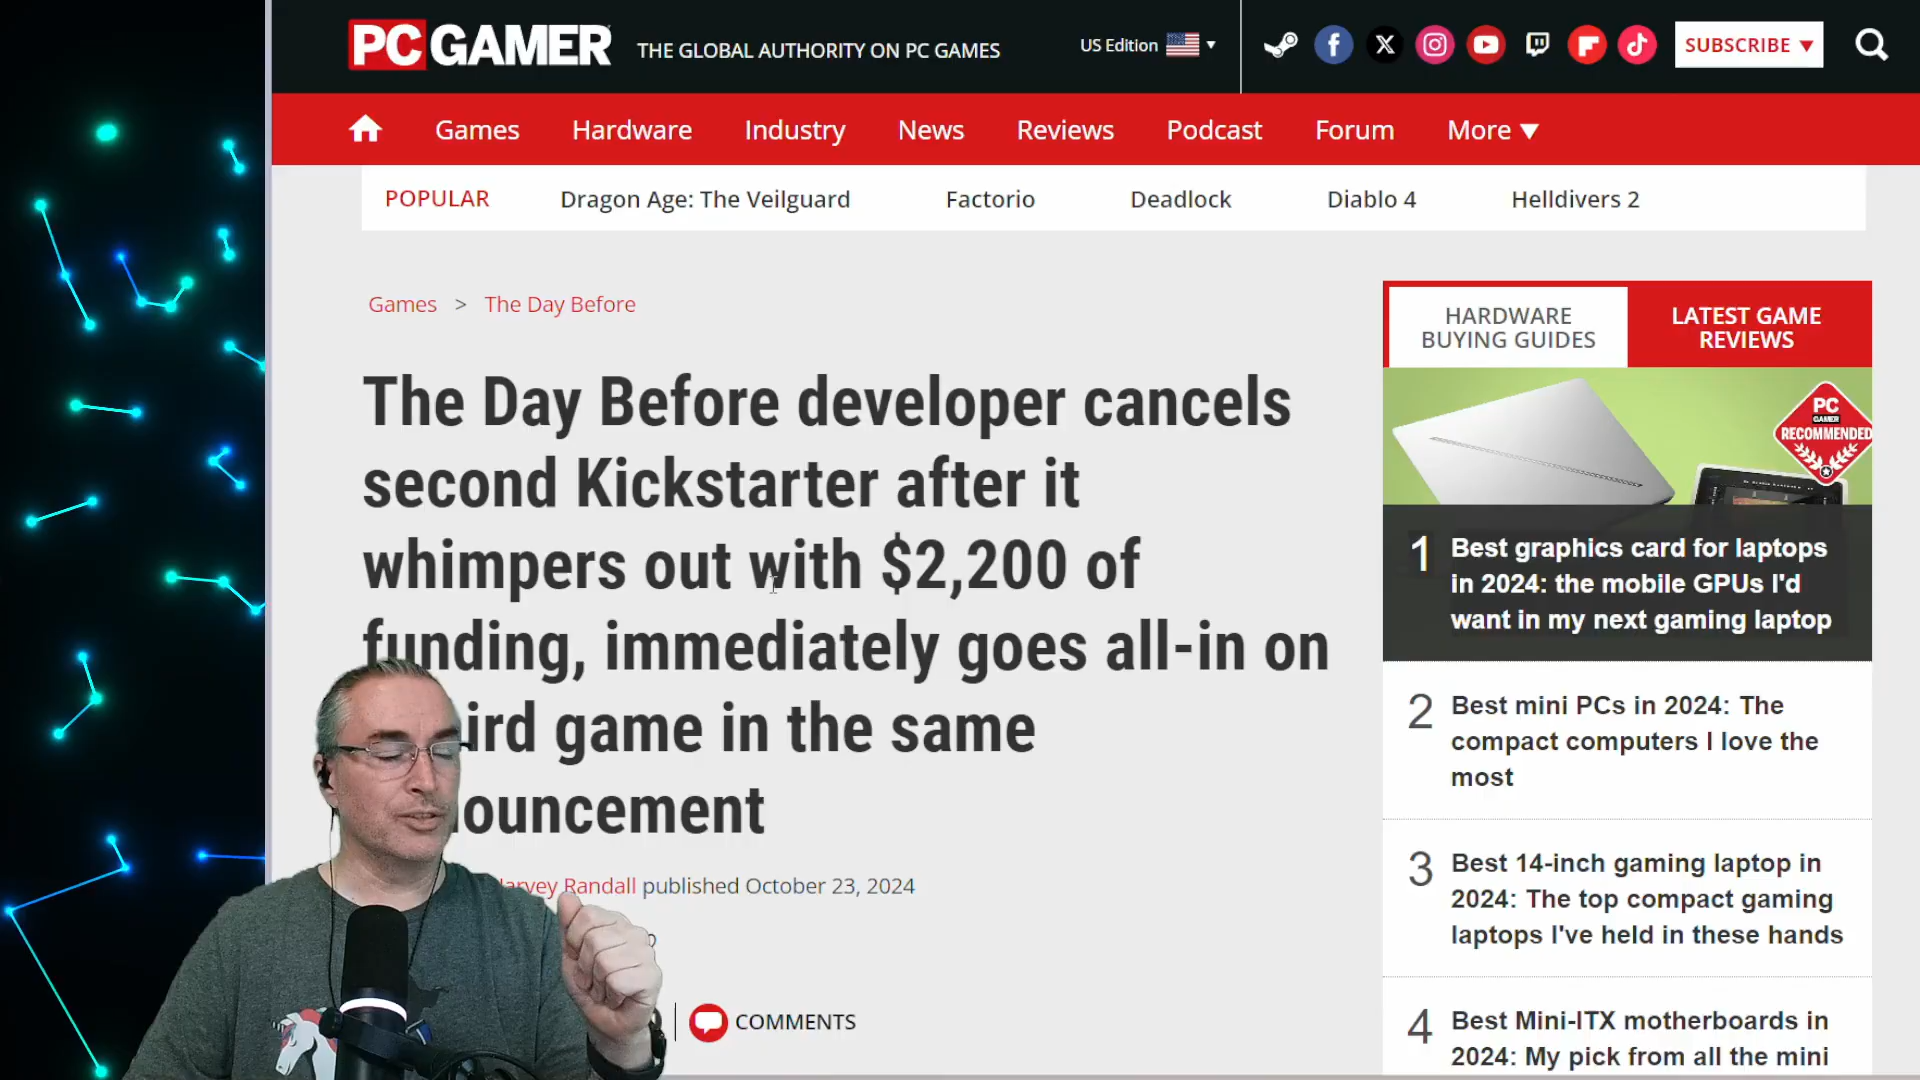 PC GAMER THE GLOBAL AUTHORITY ON PC GAMES US Edition SUBSCRIBE
Games Hardware Industry News Reviews Podcast Forum More
POPULAR Dragon Age: The Veilguard Factorio Deadlock Diablo 4 Helldivers 2
Games > The Day Before
The Day Before developer cancels
second Kickstarter after it
whimpers out with $2,200 of
funding, immediately goes all-in on
ird game in the same
ouncement
Harvey Randall published October 23, 2024
COMMENTS
HARDWARE
BUYING GUIDES
LATEST GAME
REVIEWS
PC
GAMER
RECOMMENDED
1 Best graphics card for laptops
in 2024: the mobile GPUs I'd
want in my next gaming laptop
2 Best mini PCs in 2024: The
compact computers I love the
most
3 Best 14-inch gaming laptop in
2024: The top compact gaming
laptops I've held in these hands
4 Best Mini-ITX motherboards in
2024: My pick from all the mini